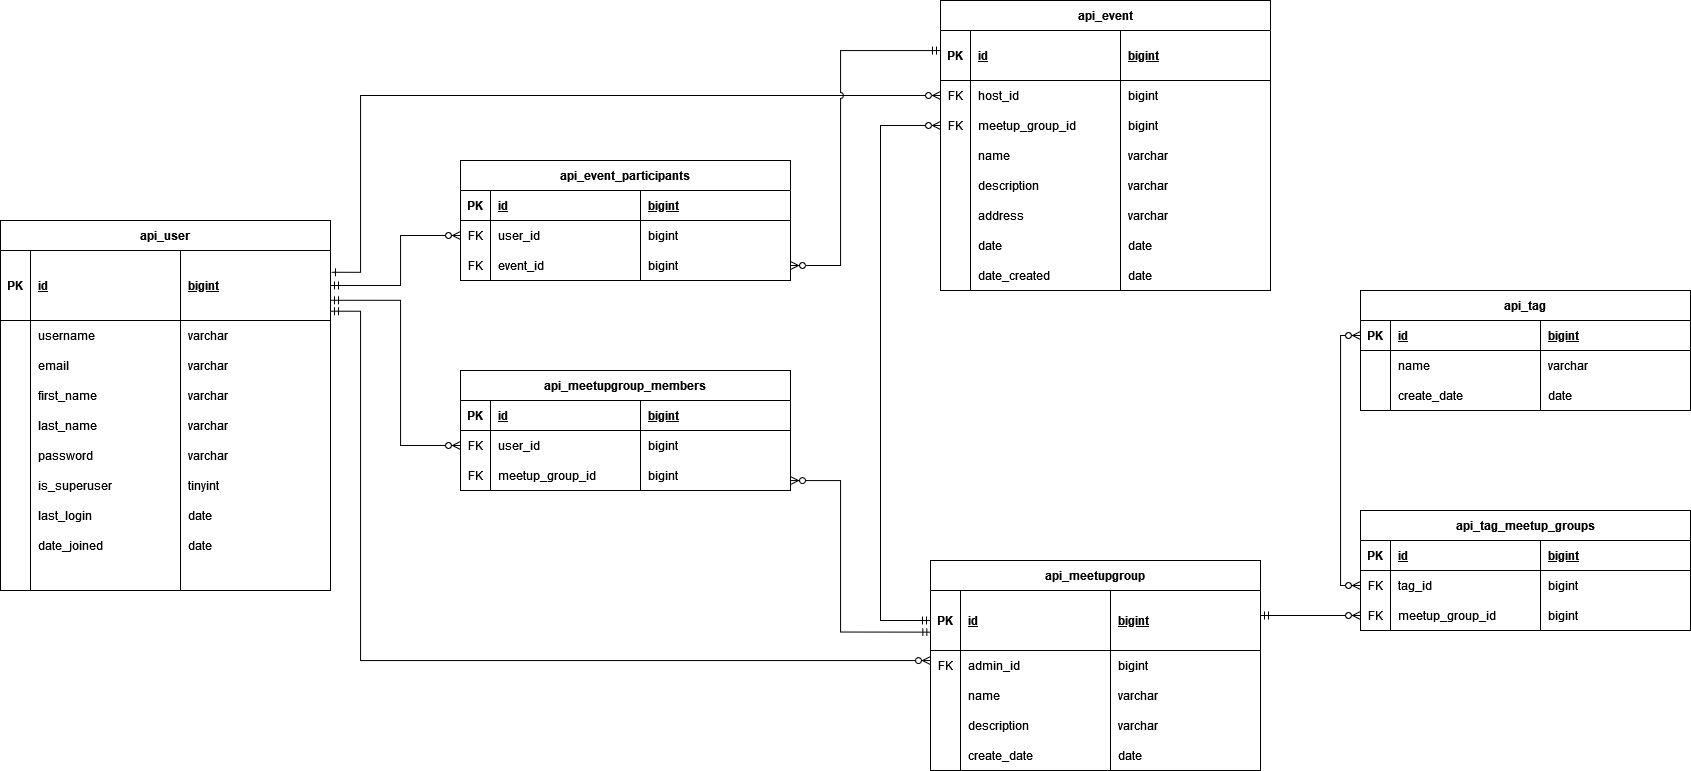 api_event
PK id bigint
FK host_id bigint
FK meetup_group_id bigint
name varchar
description varchar
address varchar
date date
date_created date
api_event_participants
PK id bigint
FK user_id bigint
FK event_id bigint
api_user
PK id bigint
username varchar
email varchar
first_name varchar
last_name varchar
password varchar
is_superuser tinyint
last_login date
date_joined date
api_meetupgroup_members
PK id bigint
FK user_id bigint
FK meetup_group_id bigint
api_tag
PK id bigint
name varchar
create_date date
api_tag_meetup_groups
PK id bigint
FK tag_id bigint
FK meetup_group_id bigint
api_meetupgroup
PK id bigint
FK admin_id bigint
name varchar
description varchar
create_date date